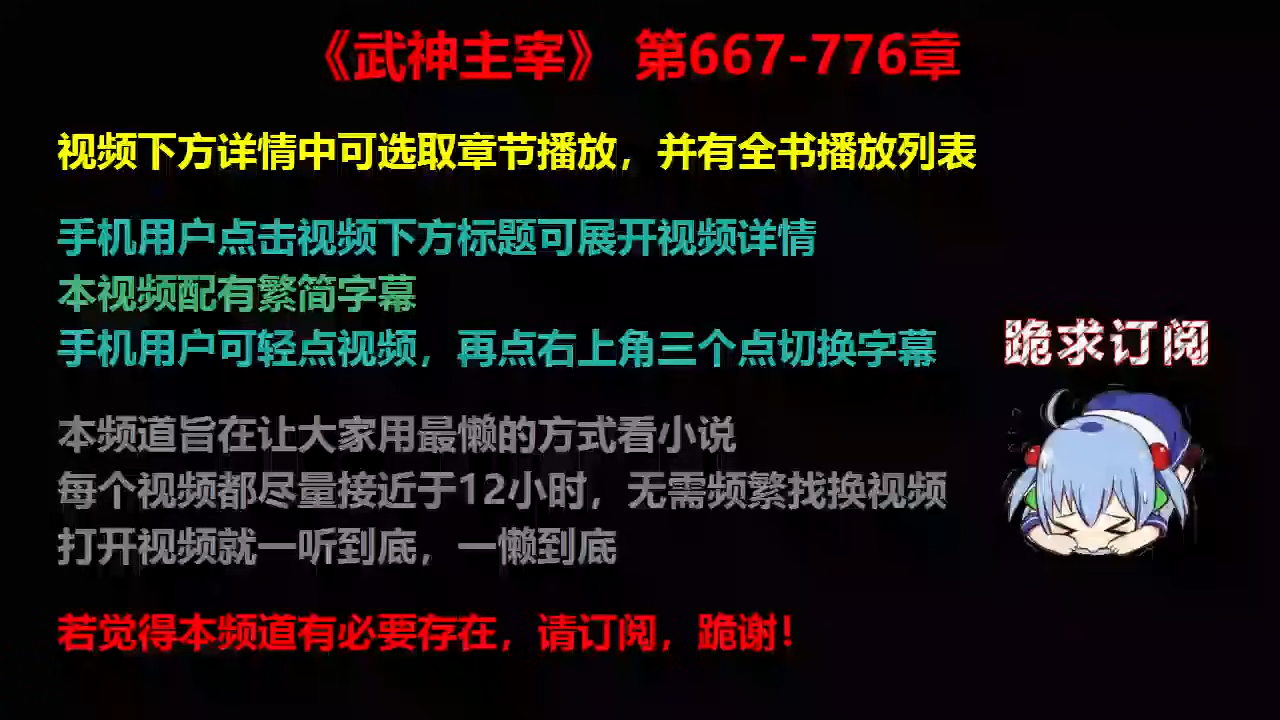 《武神主宰》 第667-776章
视频下方详情中可选取章节播放，并有全书播放列表
手机用户点击视频下方标题可展开视频详情
本视频配有繁简字幕
手机用户可轻点视频，再点右上角三个点切换字幕
跪求订阅
本频道旨在让大家用最懒的方式看小说
每个视频都尽量接近于12小时，无需频繁找换视频
打开视频就一听到底，一懒到底
若觉得本频道有必要存在，请订阅，跪谢！